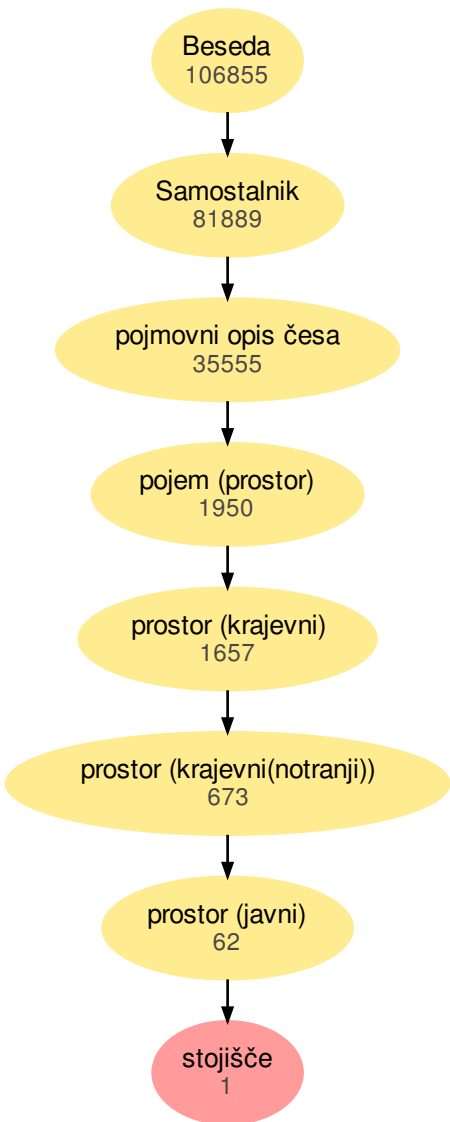 Beseda
106855
Samostalnik
81889
pojmovni opis česa
35555
pojem (prostor)
1950
prostor (krajevni)
1657
prostor (krajevni(notranji))
673
prostor (javni)
62
stojišče
1